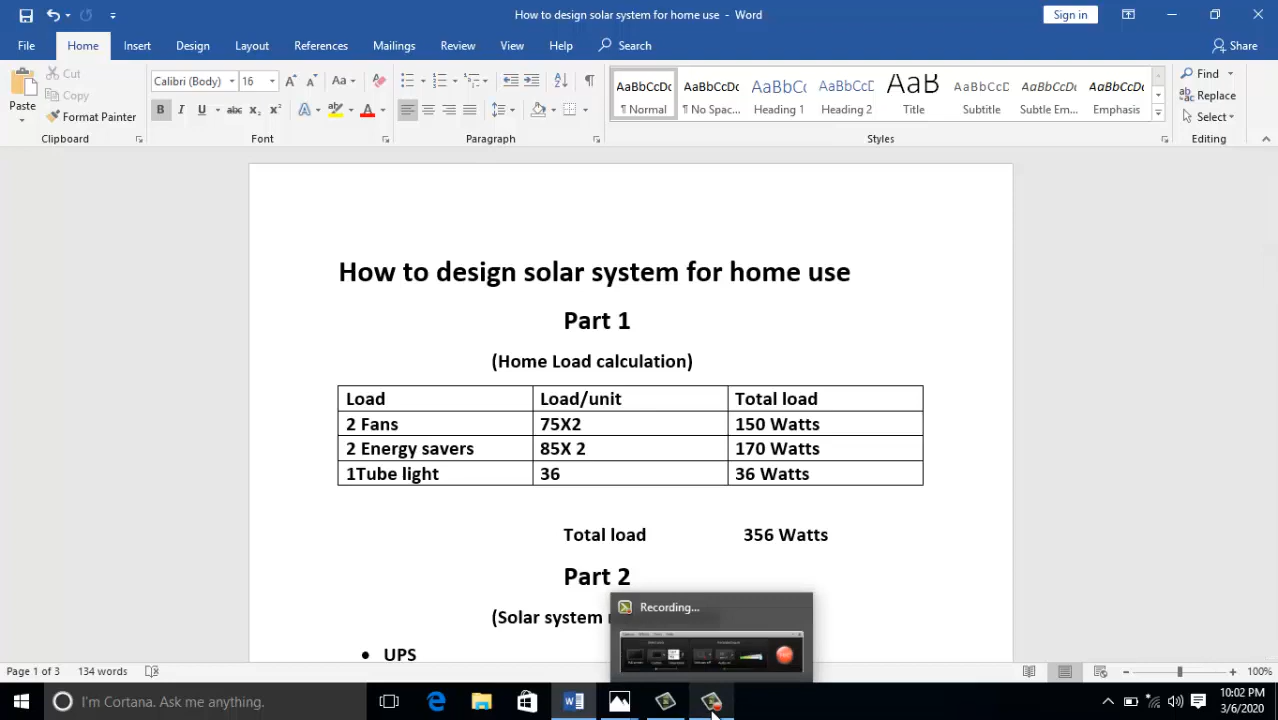 How to design solar system for home use - Word
Sign in
File Home Insert Design Layout References Mailings Review View Help Search Share
Paste
Cut
Copy
Format Painter
Clipboard
Calibri (Body) 16
Font
Paragraph
AaBbCcDc AaBbCcDc AaBbCc AaBbCcD AaB AaBbCcD AaBbCcDc AaBbCcDc
¶ Normal ¶ No Spac... Heading 1 Heading 2 Title Subtitle Subtle Em... Emphasis
Styles
Find
Replace
Select
Editing
How to design solar system for home use
Part 1
(Home Load calculation)
Load Load/unit Total load
2 Fans 75X2 150 Watts
2 Energy savers 85X 2 170 Watts
1Tube light 36 36 Watts
Total load 356 Watts
Part 2
(Solar system
• UPS
Recording...
Page 1 of 3 134 words 100%
I'm Cortana. Ask me anything.
10:02 PM
3/6/2020